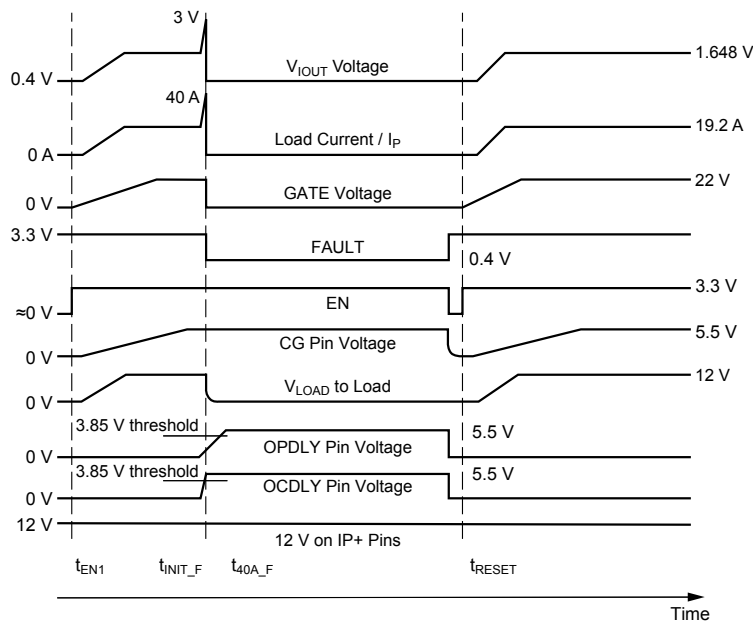 3 V
0.4 V
V_IOUT Voltage
1.648 V
40 A
0 A
Load Current / I_P
19.2 A
0 V
GATE Voltage
22 V
3.3 V
FAULT
0.4 V
≈0 V
EN
3.3 V
0 V
CG Pin Voltage
5.5 V
0 V
V_LOAD to Load
12 V
3.85 V threshold
0 V
OPDLY Pin Voltage
5.5 V
3.85 V threshold
0 V
OCDLY Pin Voltage
5.5 V
12 V
12 V on IP+ Pins
t_EN1
t_INIT_F
t_40A_F
t_RESET
Time